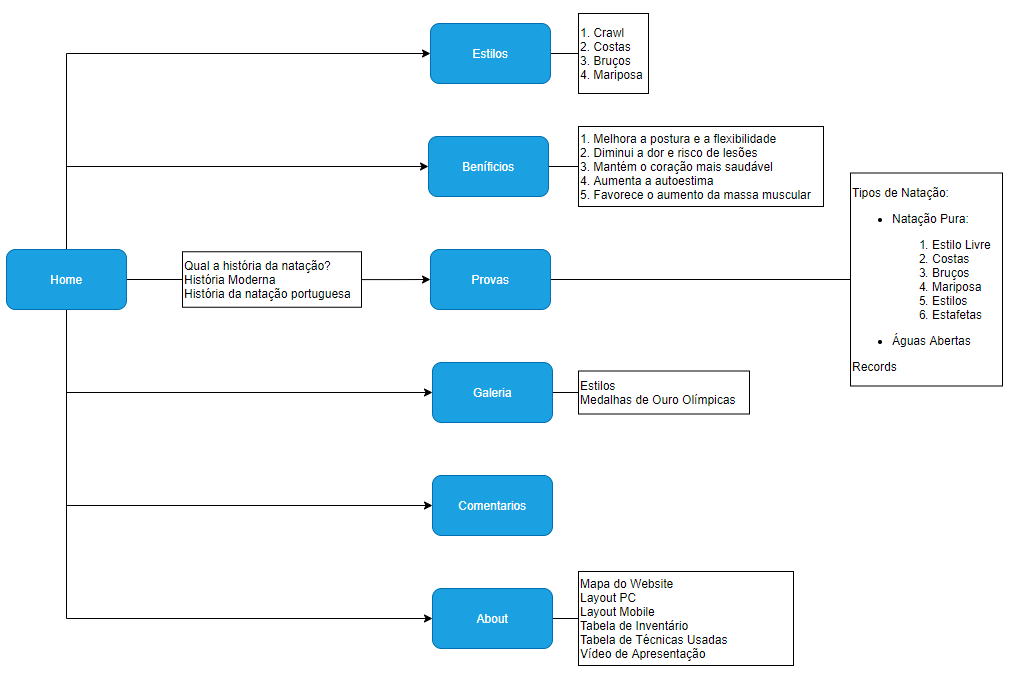 Estilos
1. Crawl
2. Costas
3. Bruços
4. Mariposa
Benifícios
1. Melhora a postura e a flexibilidade
2. Diminui a dor e risco de lesões
3. Mantém o coração mais saudável
4. Aumenta a autoestima
5. Favorece o aumento da massa muscular
Home
Qual a história da natação?
História Moderna
História da natação portuguesa
Provas
Tipos de Natação:
• Natação Pura:
1. Estilo Livre
2. Costas
3. Bruços
4. Mariposa
5. Estilos
6. Estafetas
• Águas Abertas
Records
Galeria
Estilos
Medalhas de Ouro Olímpicas
Comentarios
About
Mapa do Website
Layout PC
Layout Mobile
Tabela de Inventário
Tabela de Técnicas Usadas
Vídeo de Apresentação